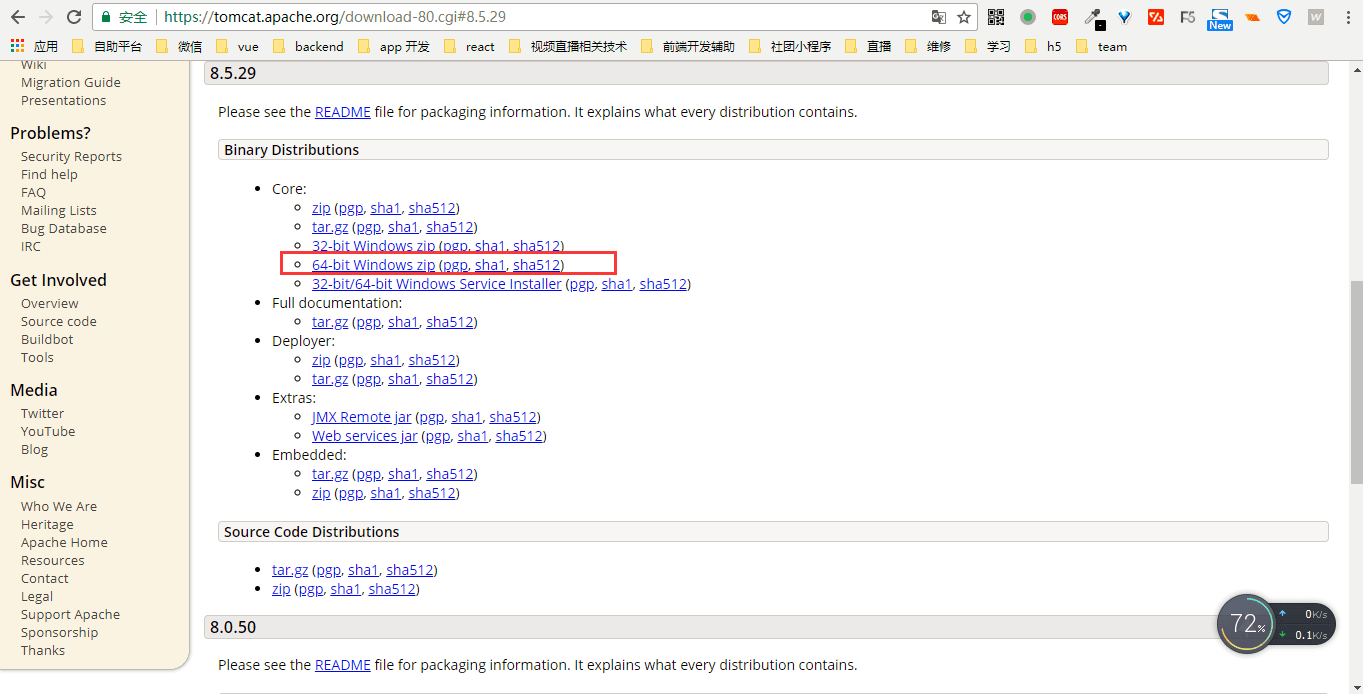 安全 https://tomcat.apache.org/download-80.cgi#8.5.29
CORS F5 New W
应用 自助平台 微信 vue backend app 开发 react 视频直播相关技术 前端开发辅助 社团小程序 直播 维修 学习 h5 team
Wiki
Migration Guide
Presentations
Problems?
Security Reports
Find help
FAQ
Mailing Lists
Bug Database
IRC
Get Involved
Overview
Source code
Buildbot
Tools
Media
Twitter
YouTube
Blog
Misc
Who We Are
Heritage
Apache Home
Resources
Contact
Legal
Support Apache
Sponsorship
Thanks
8.5.29
Please see the README file for packaging information. It explains what every distribution contains.
Binary Distributions
Core:
zip (pgp, sha1, sha512)
tar.gz (pgp, sha1, sha512)
32-bit Windows zip (pgp, sha1, sha512)
64-bit Windows zip (pgp, sha1, sha512)
32-bit/64-bit Windows Service Installer (pgp, sha1, sha512)
Full documentation:
tar.gz (pgp, sha1, sha512)
Deployer:
zip (pgp, sha1, sha512)
tar.gz (pgp, sha1, sha512)
Extras:
JMX Remote jar (pgp, sha1, sha512)
Web services jar (pgp, sha1, sha512)
Embedded:
tar.gz (pgp, sha1, sha512)
zip (pgp, sha1, sha512)
Source Code Distributions
tar.gz (pgp, sha1, sha512)
zip (pgp, sha1, sha512)
8.0.50
Please see the README file for packaging information. It explains what every distribution contains.
72%
0K/s
0.1K/s